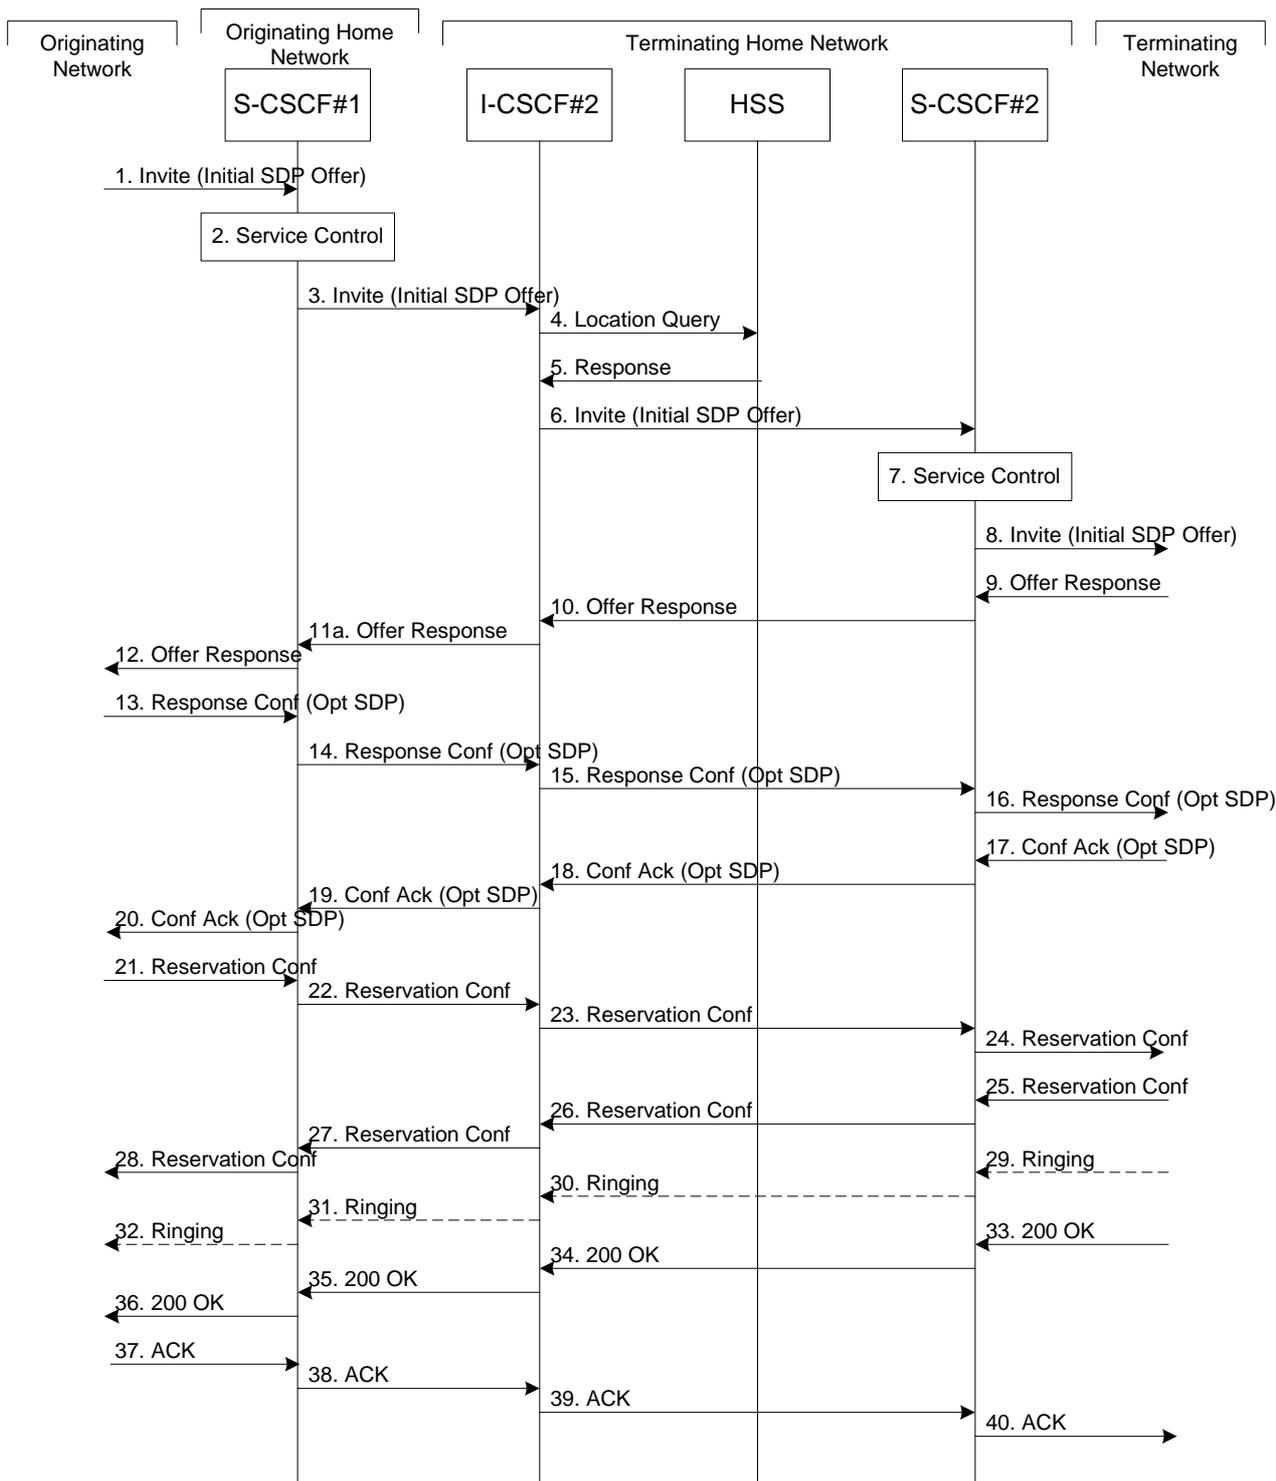 Originating
Network
Originating Home
Network
Terminating Home Network
Terminating
Network
S-CSCF#1
I-CSCF#2
HSS
S-CSCF#2
1. Invite (Initial SDP Offer)
2. Service Control
3. Invite (Initial SDP Offer)
4. Location Query
5. Response
6. Invite (Initial SDP Offer)
7. Service Control
8. Invite (Initial SDP Offer)
9. Offer Response
10. Offer Response
11a. Offer Response
12. Offer Response
13. Response Conf (Opt SDP)
14. Response Conf (Opt SDP)
15. Response Conf (Opt SDP)
16. Response Conf (Opt SDP)
17. Conf Ack (Opt SDP)
18. Conf Ack (Opt SDP)
19. Conf Ack (Opt SDP)
20. Conf Ack (Opt SDP)
21. Reservation Conf
22. Reservation Conf
23. Reservation Conf
24. Reservation Conf
25. Reservation Conf
26. Reservation Conf
27. Reservation Conf
28. Reservation Conf
29. Ringing
30. Ringing
31. Ringing
32. Ringing
33. 200 OK
34. 200 OK
35. 200 OK
36. 200 OK
37. ACK
38. ACK
39. ACK
40. ACK